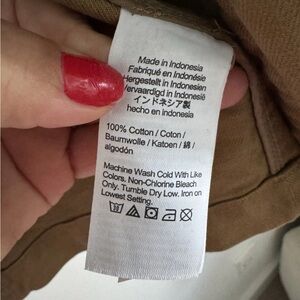 Made in Indonesia
Fabriqué en Indonésie
Hergestellt in Indonesien
Vervaardigd in Indonesië
インドネシア製
hecho en indonesia
100% Cotton / Coton /
Baumwolle / Katoen / 綿 /
algodón
Machine Wash Cold With Like
Colors. Non-Chlorine Bleach
Only. Tumble Dry Low. Iron on
Lowest Setting.